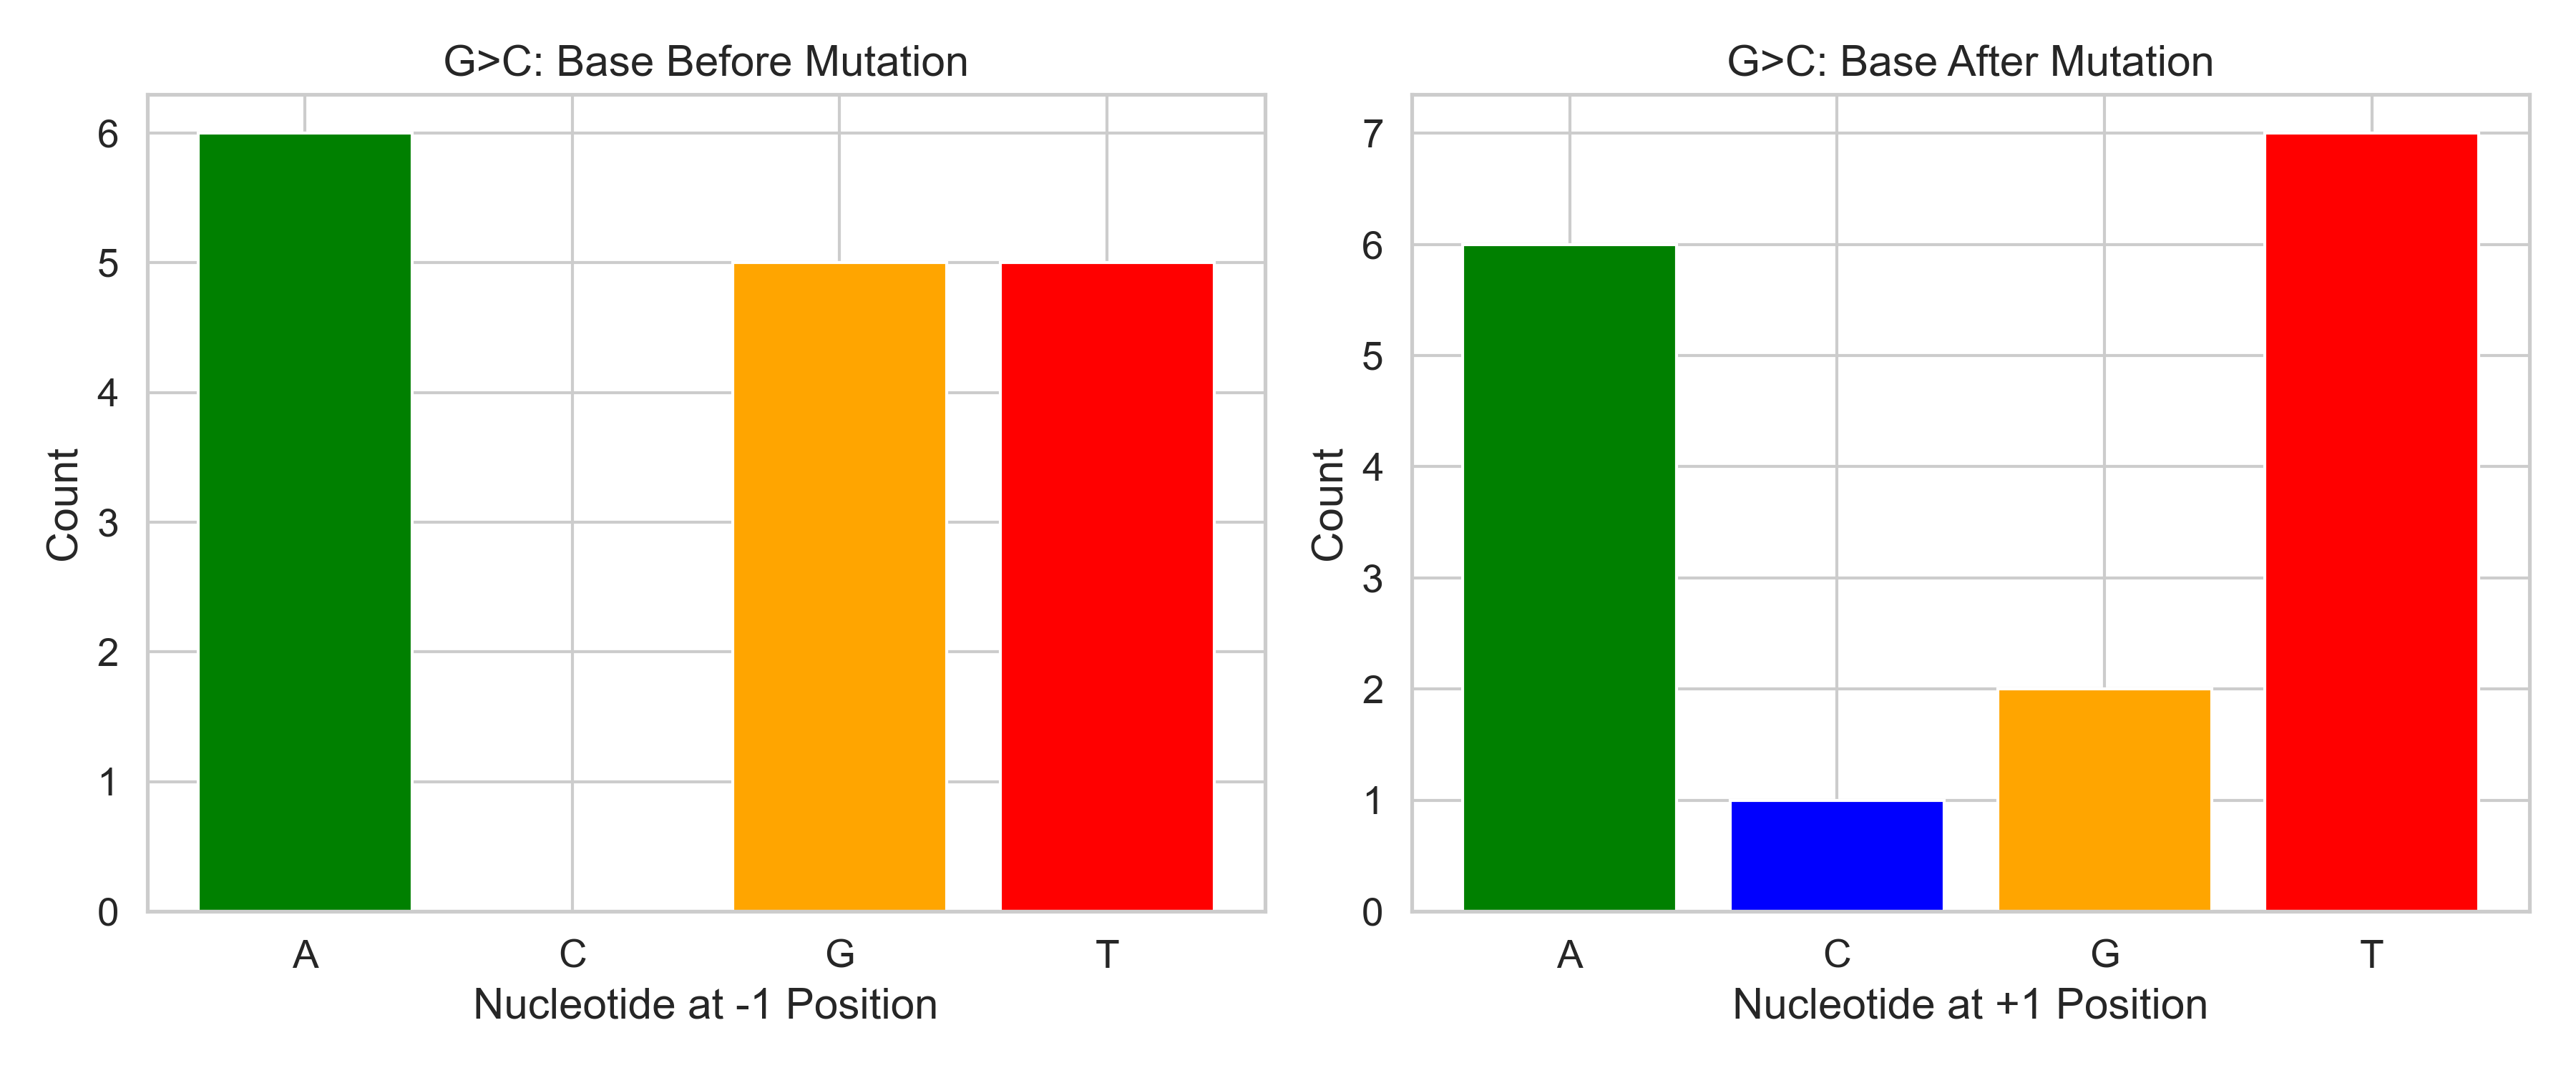 G>C: Base Before Mutation
6
5
4
3
2
1
0
Count
A C G T
Nucleotide at -1 Position
G>C: Base After Mutation
7
6
5
4
3
2
1
0
Count
A C G T
Nucleotide at +1 Position